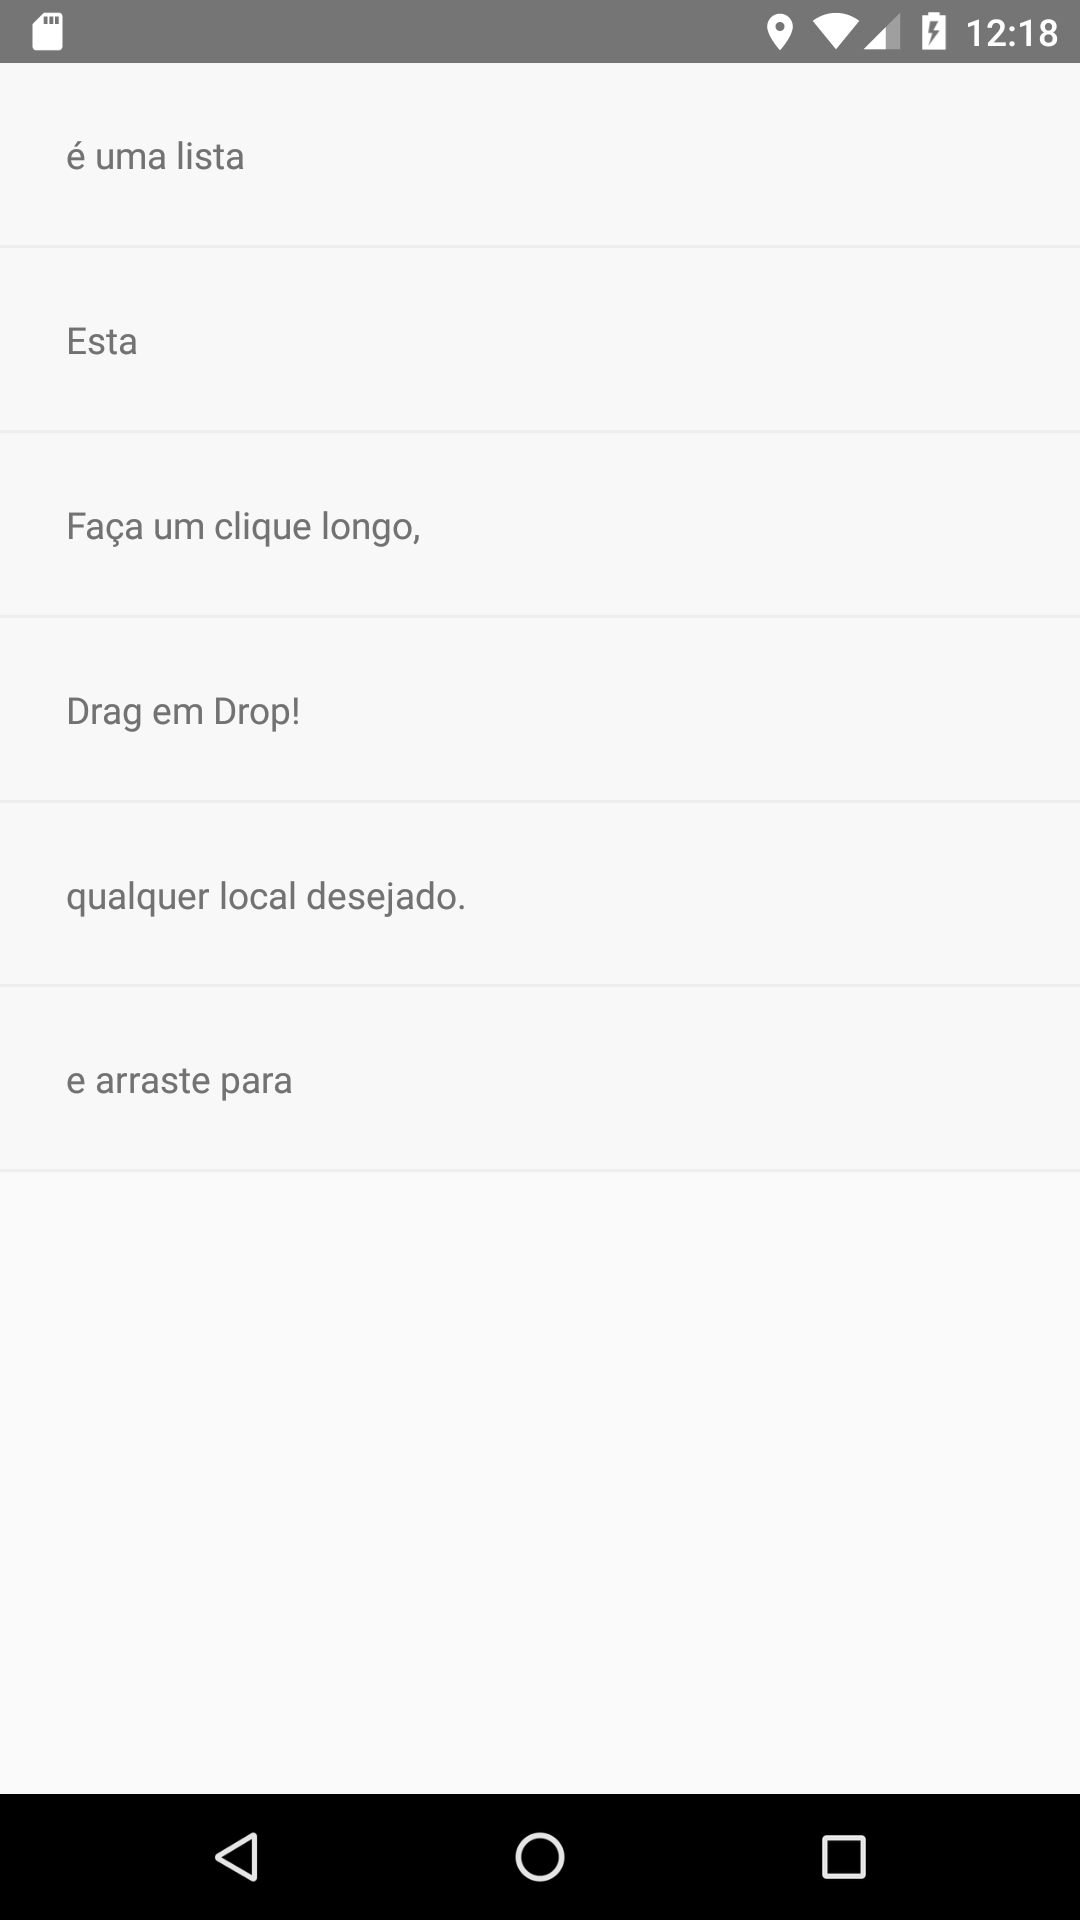 12:18
é uma lista
Esta
Faça um clique longo,
Drag em Drop!
qualquer local desejado.
e arraste para